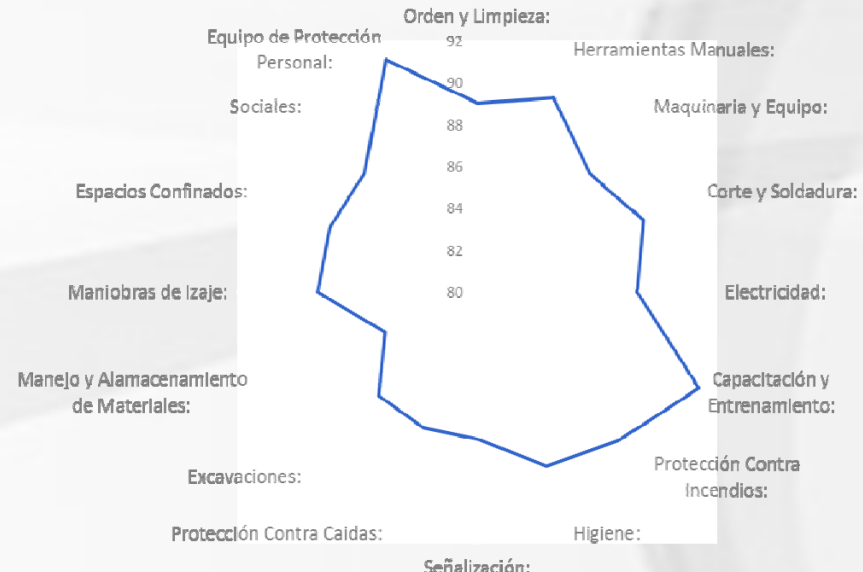 Orden y Limpieza:
Equipo de Protección
Personal:
92
Herramientas Manuales:
90
Sociales:
Maquinaria y Equipo:
88
86
Espacios Confinados:
Corte y Soldadura:
84
82
Maniobras de Izaje:
80
Electricidad:
Manejo y Alamacenamiento
de Materiales:
Capacitación y
Entrenamiento:
Excavaciones:
Protección Contra
Incendios:
Protección Contra Caidas:
Higiene:
Señalización: